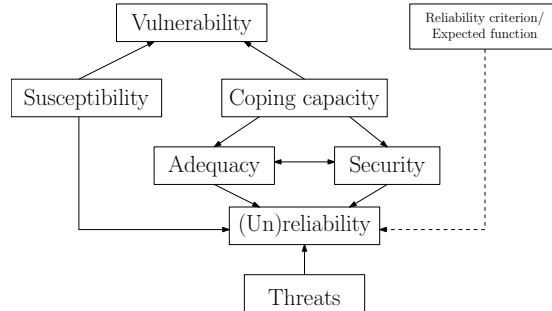 Vulnerability
Reliability criterion/
Expected function
Susceptibility
Coping capacity
Adequacy
Security
(Un)reliability
Threats